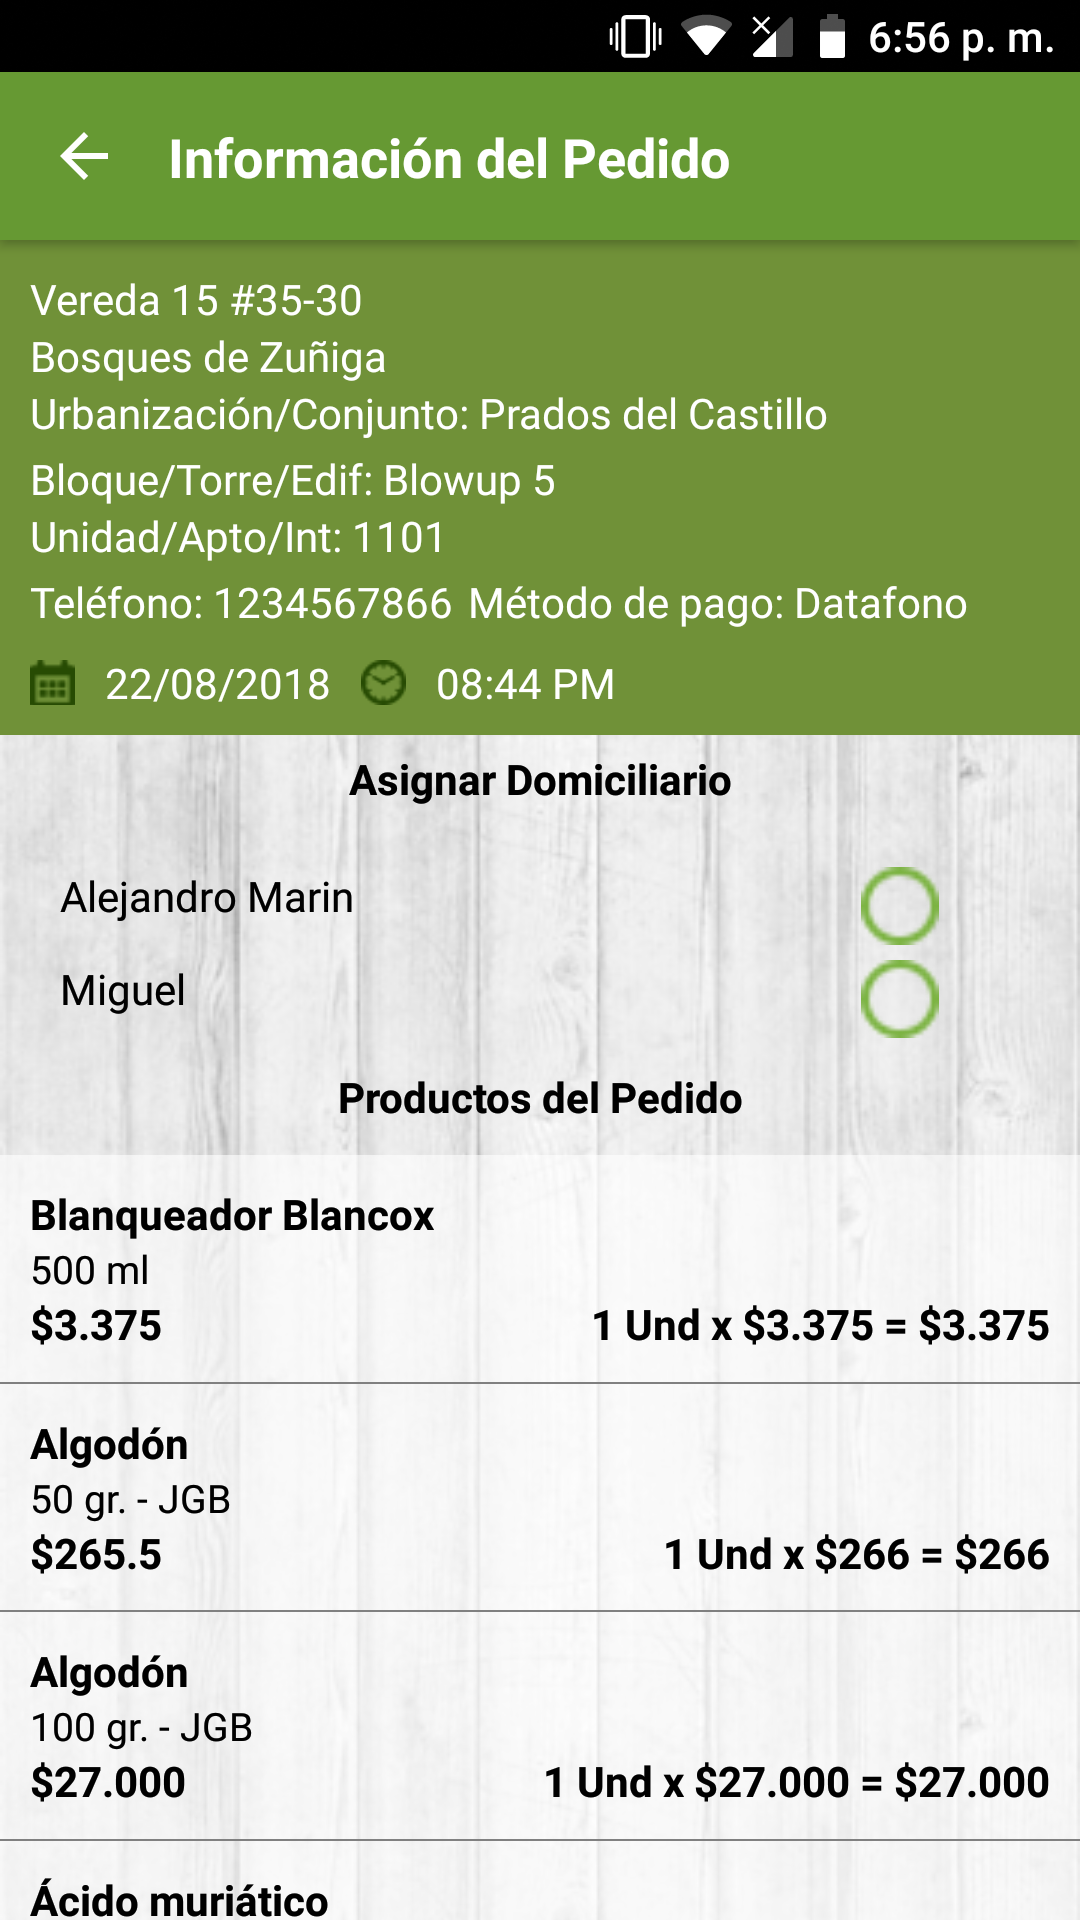 6:56 p. m.
Información del Pedido
Vereda 15 #35-30
Bosques de Zuñiga
Urbanización/Conjunto: Prados del Castillo
Bloque/Torre/Edif: Blowup 5
Unidad/Apto/Int: 1101
Teléfono: 1234567866 Método de pago: Datafono
22/08/2018 08:44 PM
Asignar Domiciliario
Alejandro Marin
Miguel
Productos del Pedido
Blanqueador Blancox
500 ml
$3.375 1 Und x $3.375 = $3.375
Algodón
50 gr. - JGB
$265.5 1 Und x $266 = $266
Algodón
100 gr. - JGB
$27.000 1 Und x $27.000 = $27.000
Ácido muriático